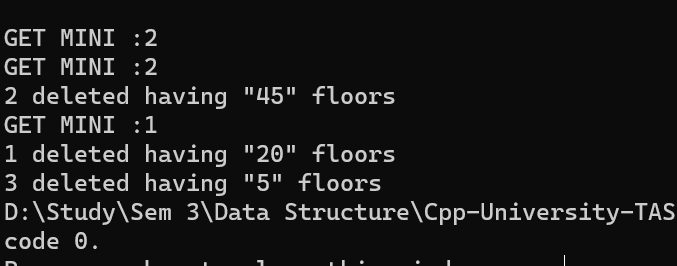 GET MINI :2
GET MINI :2
2 deleted having "45" floors
GET MINI :1
1 deleted having "20" floors
3 deleted having "5" floors
D:\Study\Sem 3\Data Structure\Cpp-University-TAS
code 0.